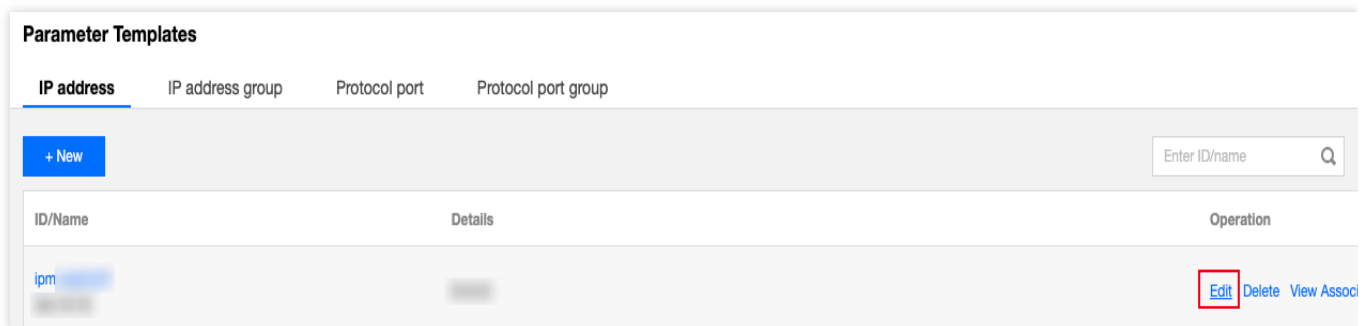 Parameter Templates
IP address IP address group Protocol port Protocol port group
+ New Enter ID/name
ID/Name Details Operation
ipm
Edit Delete View Associ